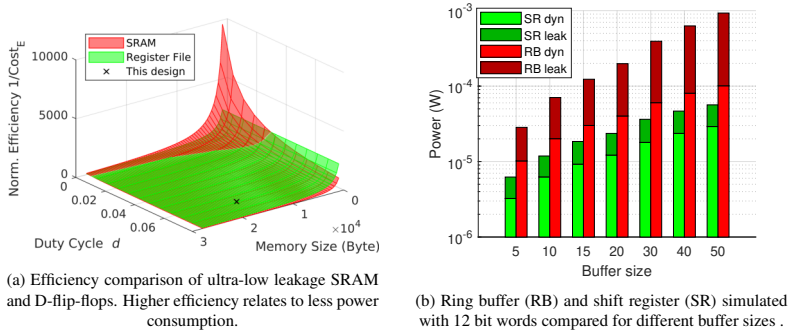 SRAM
Register File
This design
Norm. Efficiency 1/Cost_E
10000
5000
0
0
0.02
0.04
0.06
Duty Cycle d
3
2
1
0
×10^4
Memory Size (Byte)
(a) Efficiency comparison of ultra-low leakage SRAM
and D-flip-flops. Higher efficiency relates to less power
consumption.
SR dyn
SR leak
RB dyn
RB leak
Power (W)
10^-3
10^-4
10^-5
10^-6
5 10 15 20 30 40 50
Buffer size
(b) Ring buffer (RB) and shift register (SR) simulated
with 12 bit words compared for different buffer sizes .